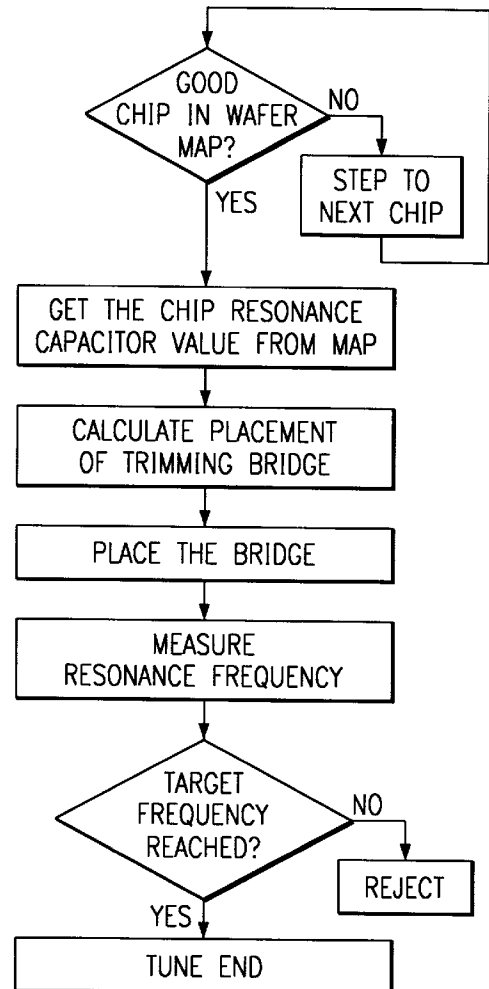 GOOD
CHIP IN WAFER
MAP?
NO
YES
STEP TO
NEXT CHIP
GET THE CHIP RESONANCE
CAPACITOR VALUE FROM MAP
CALCULATE PLACEMENT
OF TRIMMING BRIDGE
PLACE THE BRIDGE
MEASURE
RESONANCE FREQUENCY
TARGET
FREQUENCY
REACHED?
NO
REJECT
YES
TUNE END